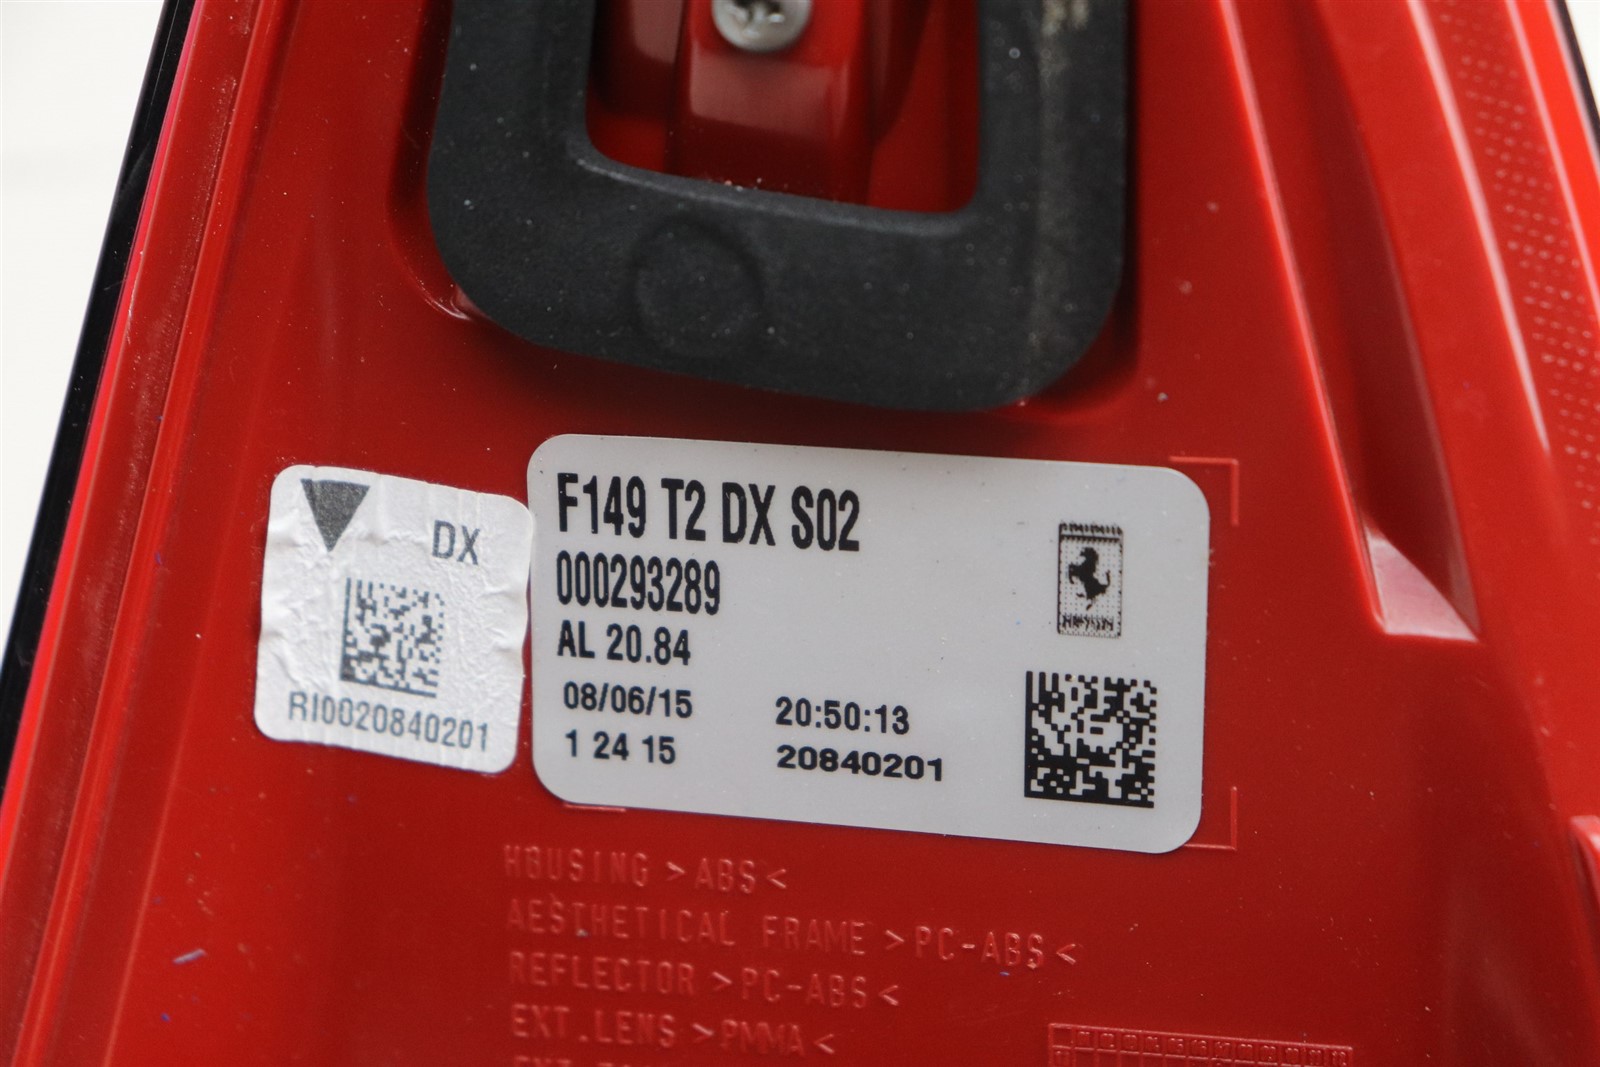 DX
RI0020840201
F149 T2 DX S02
000293289
AL 20.84
08/06/15 20:50:13
1 24 15 20840201
HOUSING >ABS<
AESTHETICAL FRAME >PC-ABS<
REFLECTOR >PC-ABS<
EXT.LENS >PMMA<